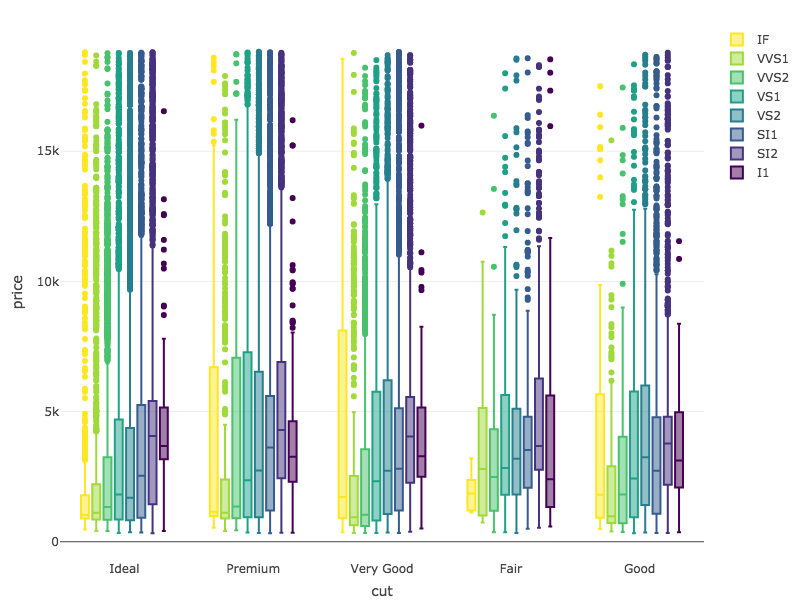 IF
VVS1
VVS2
VS1
VS2
SI1
SI2
I1
15k
10k
5k
0
price
Ideal
Premium
Very Good
Fair
Good
cut